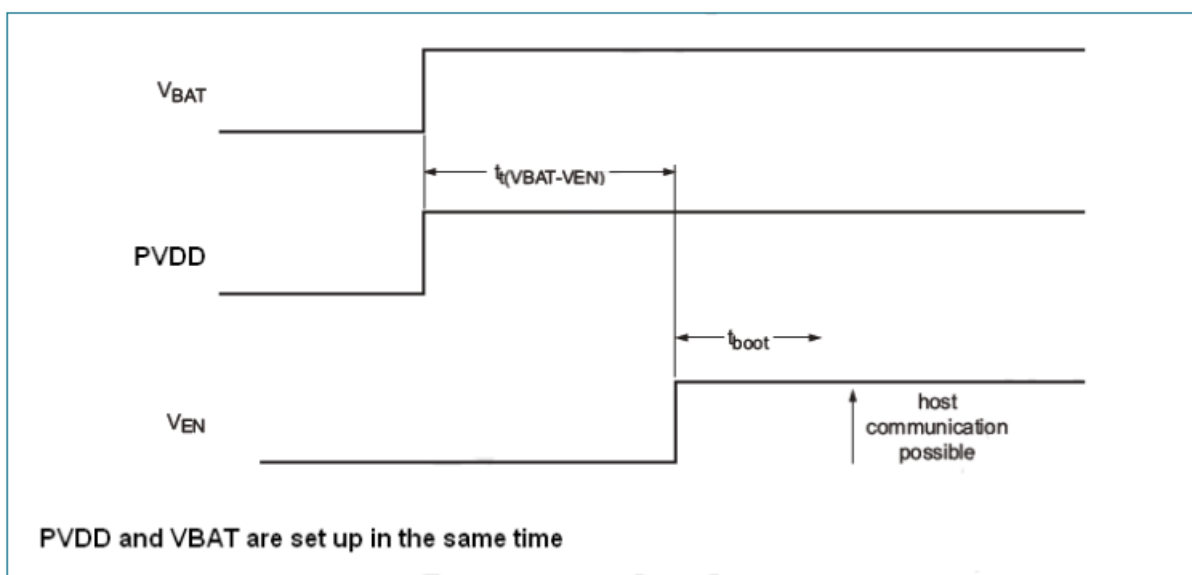 VBAT
tt(VBAT-VEN)
PVDD
tboot
VEN
host
communication
possible
PVDD and VBAT are set up in the same time